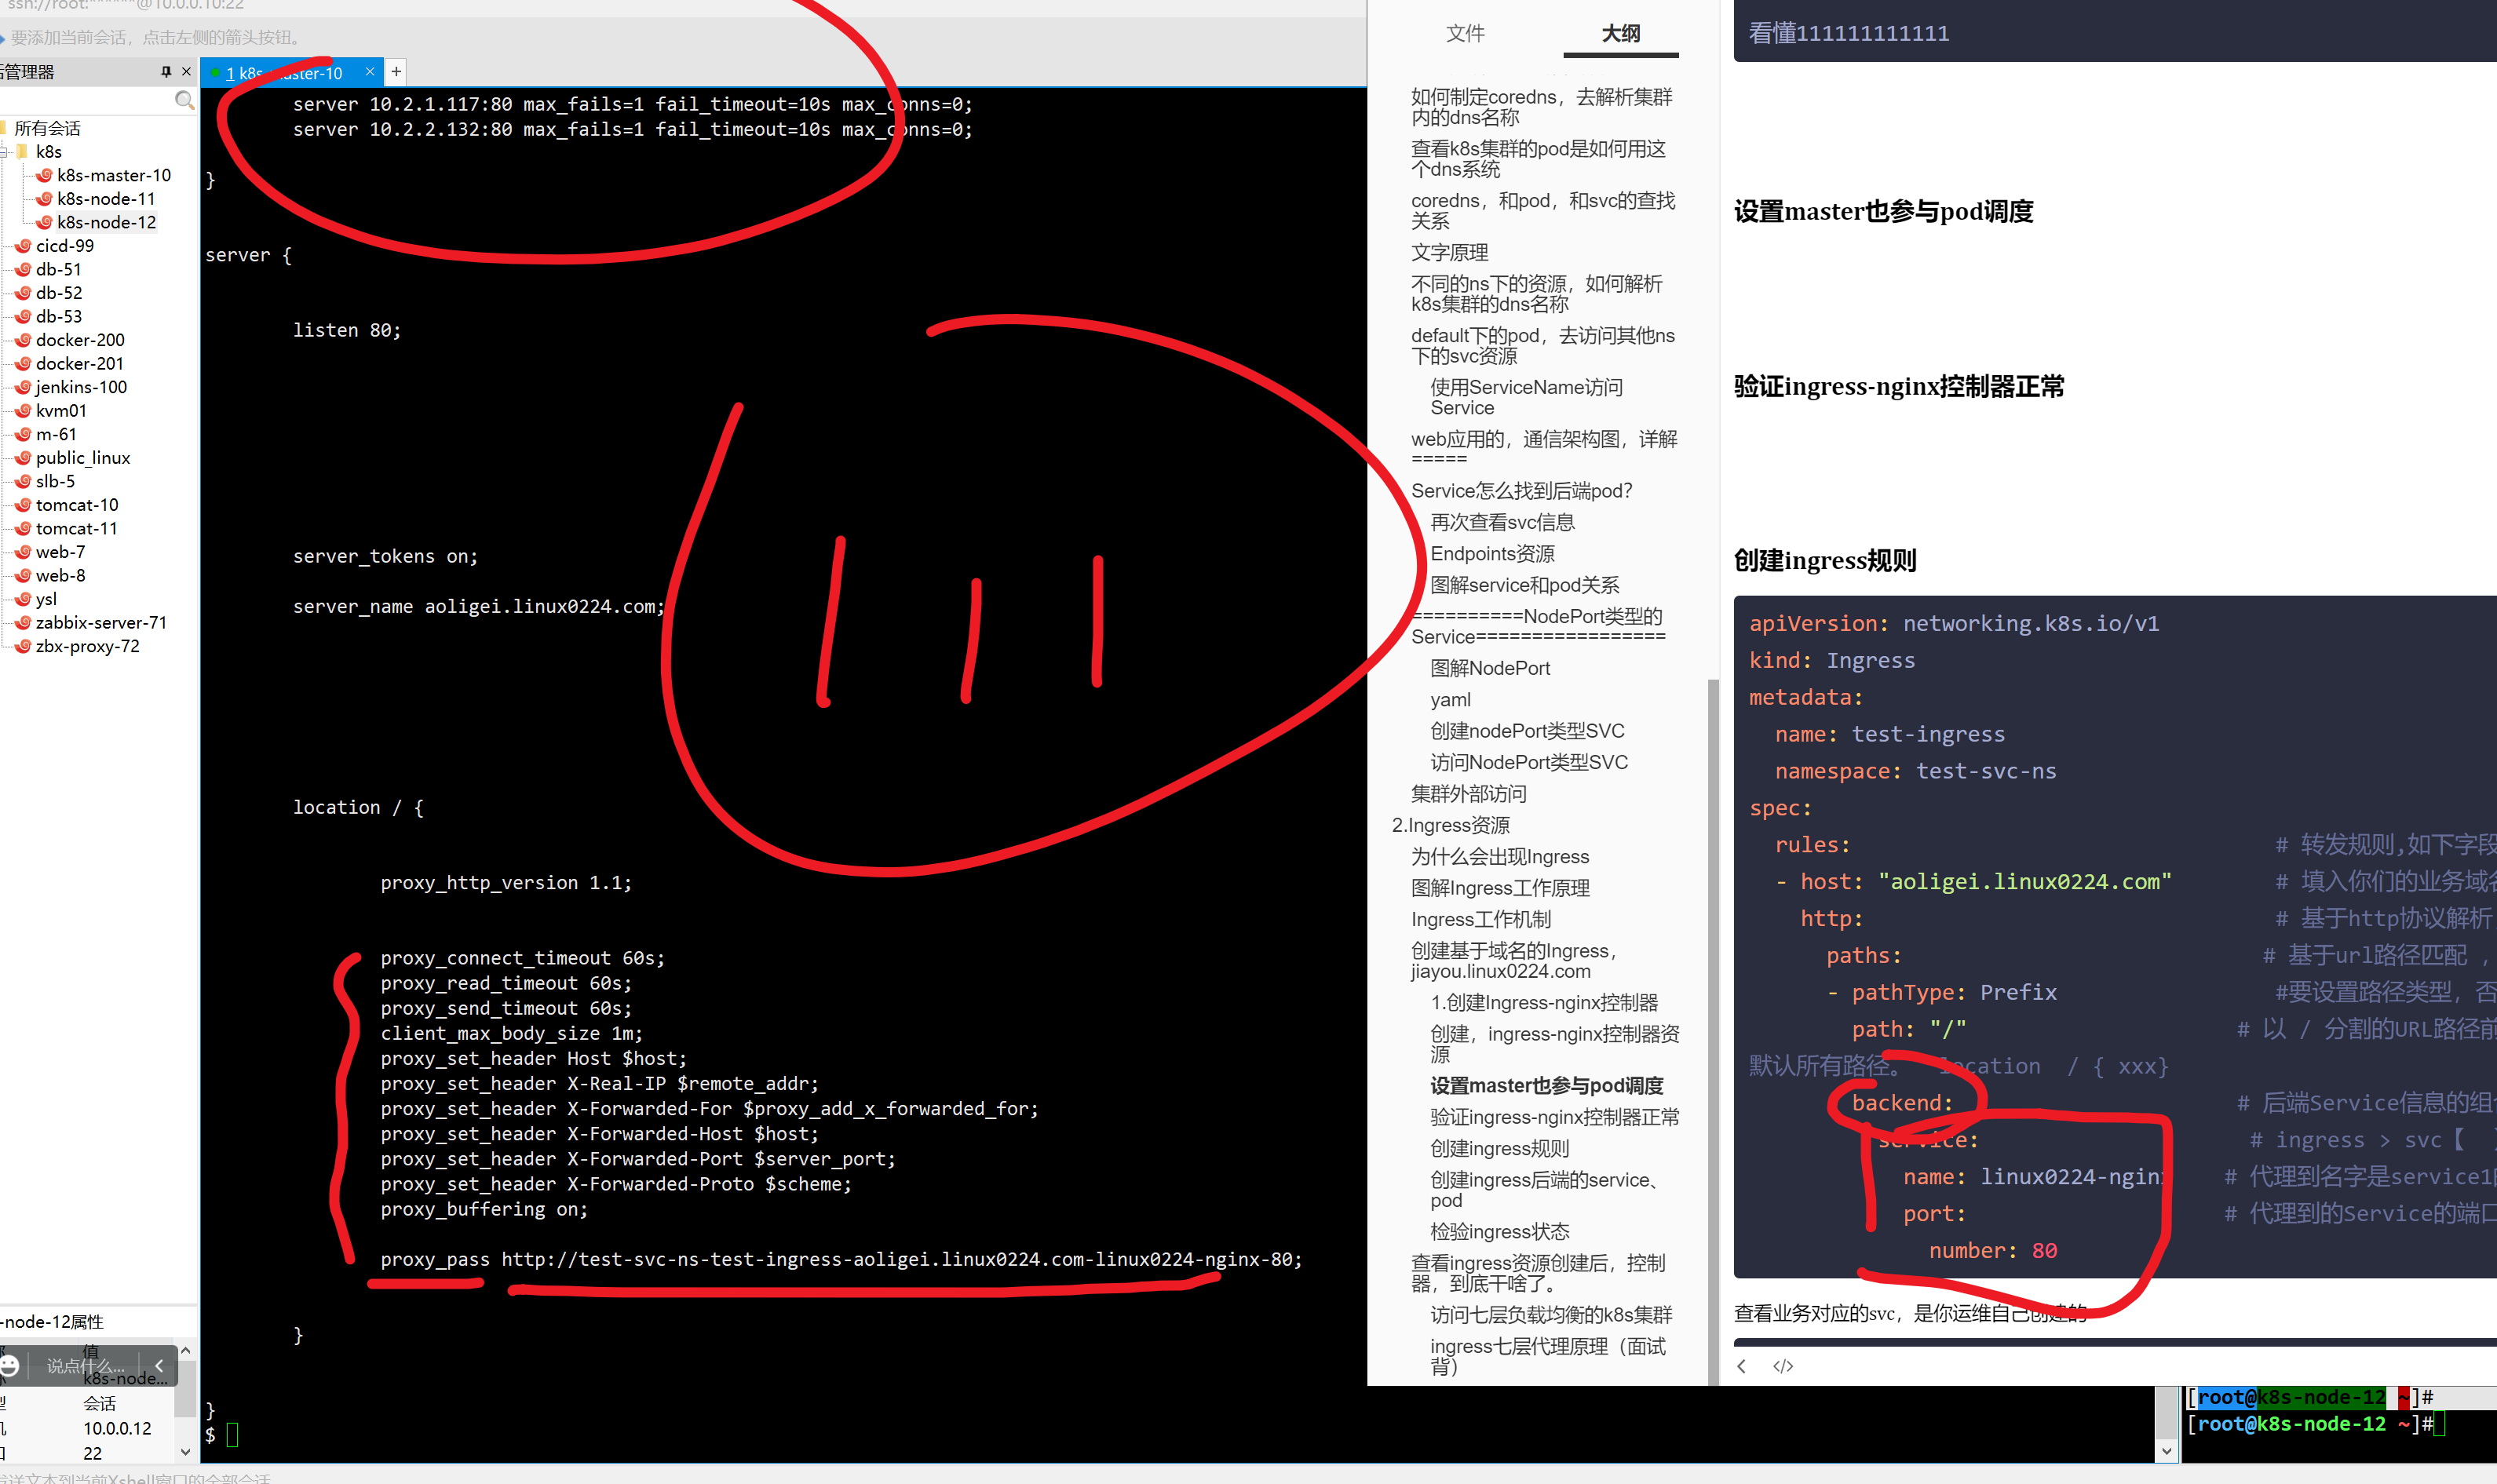 ssh://root:******@10.0.0.10:22
要添加当前会话，点击左侧的箭头按钮。
管理器
1 k8s-master-10
所有会话
k8s
k8s-master-10
k8s-node-11
k8s-node-12
cicd-99
db-51
db-52
db-53
docker-200
docker-201
jenkins-100
kvm01
m-61
public_linux
slb-5
tomcat-10
tomcat-11
web-7
web-8
ysl
zabbix-server-71
zbx-proxy-72
-node-12属性
值
说点什么...
k8s-node...
会话
10.0.0.12
22
server 10.2.1.117:80 max_fails=1 fail_timeout=10s max_conns=0;
server 10.2.2.132:80 max_fails=1 fail_timeout=10s max_conns=0;
}
server {
listen 80;
server_tokens on;
server_name aoligei.linux0224.com;
location / {
proxy_http_version 1.1;
proxy_connect_timeout 60s;
proxy_read_timeout 60s;
proxy_send_timeout 60s;
client_max_body_size 1m;
proxy_set_header Host $host;
proxy_set_header X-Real-IP $remote_addr;
proxy_set_header X-Forwarded-For $proxy_add_x_forwarded_for;
proxy_set_header X-Forwarded-Host $host;
proxy_set_header X-Forwarded-Port $server_port;
proxy_set_header X-Forwarded-Proto $scheme;
proxy_buffering on;
proxy_pass http://test-svc-ns-test-ingress-aoligei.linux0224.com-linux0224-nginx-80;
}
}
$
文件
大纲
如何制定coredns，去解析集群
内的dns名称
查看k8s集群的pod是如何用这
个dns系统
coredns，和pod，和svc的查找
关系
文字原理
不同的ns下的资源，如何解析
k8s集群的dns名称
default下的pod，去访问其他ns
下的svc资源
使用ServiceName访问
Service
web应用的，通信架构图，详解
=====
Service怎么找到后端pod？
再次查看svc信息
Endpoints资源
图解service和pod关系
==========NodePort类型的
Service=================
图解NodePort
yaml
创建nodePort类型SVC
访问NodePort类型SVC
集群外部访问
2.Ingress资源
为什么会出现Ingress
图解Ingress工作原理
Ingress工作机制
创建基于域名的Ingress，
jiayou.linux0224.com
1.创建Ingress-nginx控制器
创建，ingress-nginx控制器资
源
设置master也参与pod调度
验证ingress-nginx控制器正常
创建ingress规则
创建ingress后端的service、
pod
检验ingress状态
查看ingress资源创建后，控制
器，到底干啥了。
访问七层负载均衡的k8s集群
ingress七层代理原理（面试
背）
看懂111111111111
设置master也参与pod调度
验证ingress-nginx控制器正常
创建ingress规则
apiVersion: networking.k8s.io/v1
kind: Ingress
metadata:
name: test-ingress
namespace: test-svc-ns
spec:
rules: # 转发规则,如下字段
- host: "aoligei.linux0224.com" # 填入你们的业务域名
http: # 基于http协议解析
paths: # 基于url路径匹配 ，
- pathType: Prefix #要设置路径类型，否
path: "/" # 以 / 分割的URL路径前
默认所有路径。 location / { xxx}
backend: # 后端Service信息的组
service: # ingress > svc【
name: linux0224-nginx # 代理到名字是service1
port: # 代理到的Service的端口
number: 80
查看业务对应的svc，是你运维自己创建的
</>
[root@k8s-node-12 ~]#
[root@k8s-node-12 ~]#